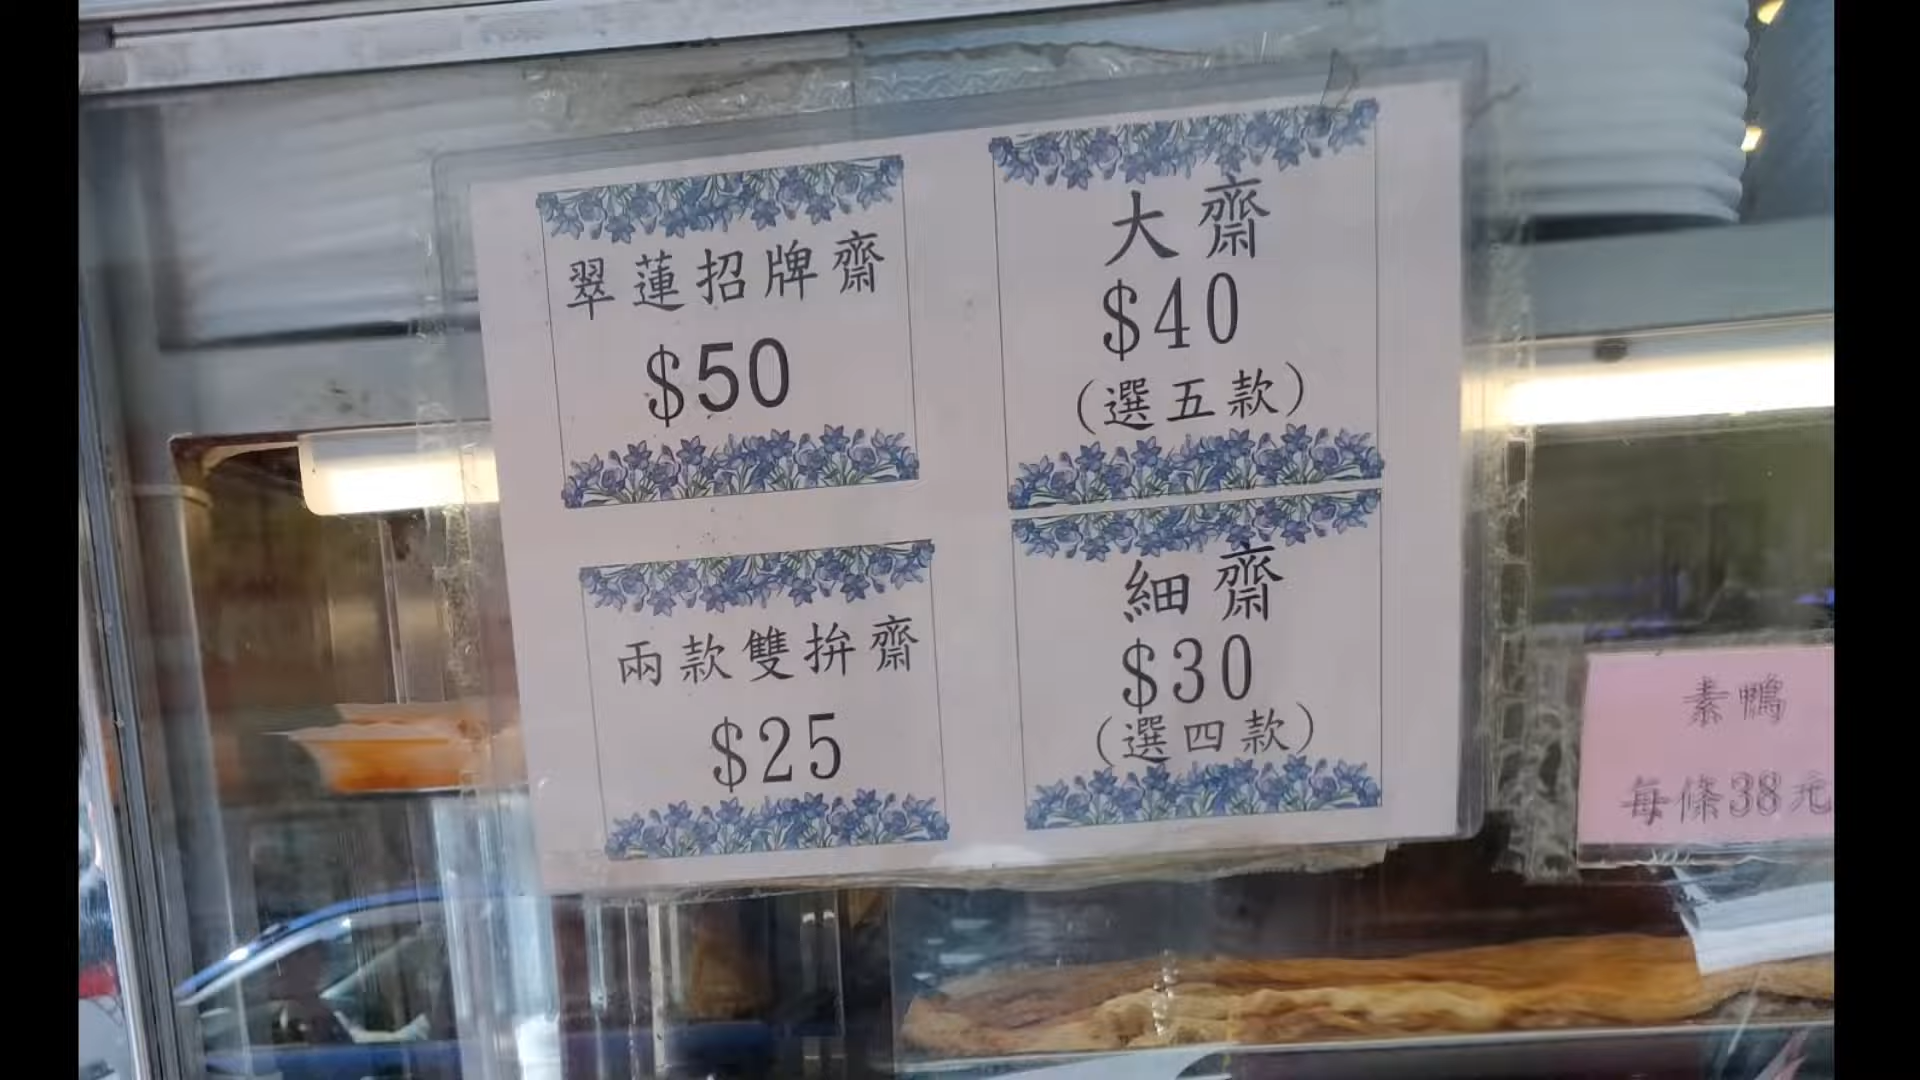 翠蓮招牌齋
$50
大齋
$40
(選五款)
兩款雙拚齋
$25
細齋
$30
(選四款)
素鴨
每條38元